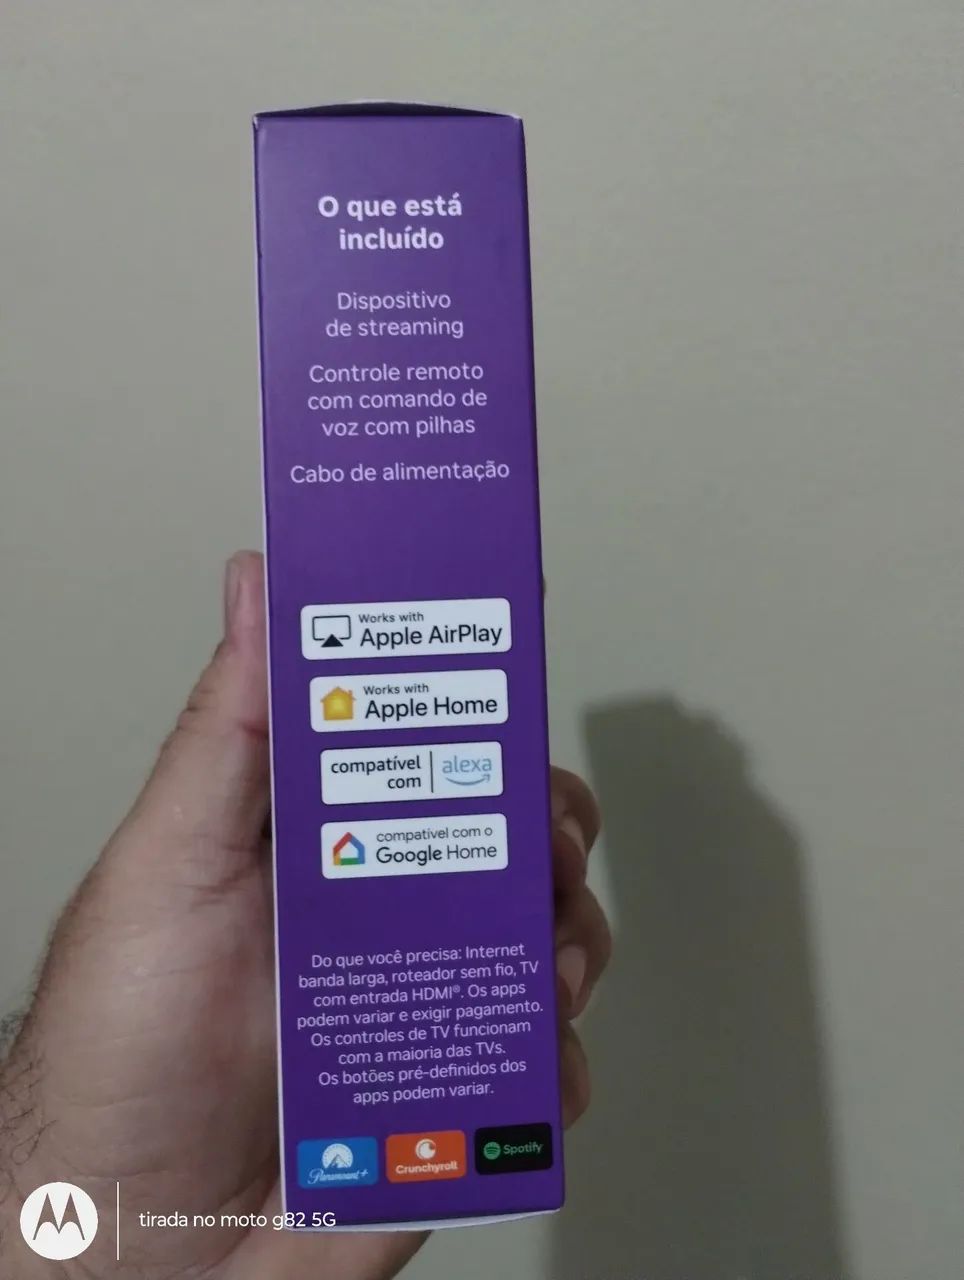 O que está
incluído
Dispositivo
de streaming
Controle remoto
com comando de
voz com pilhas
Cabo de alimentação
Works with
Apple AirPlay
Works with
Apple Home
compatível
com
alexa
compatível com o
Google Home
Do que você precisa: Internet
banda larga, roteador sem fio, TV
com entrada HDMI®. Os apps
podem variar e exigir pagamento.
Os controles de TV funcionam
com a maioria das TVs.
Os botões pré-definidos dos
apps podem variar.
Paramount+
Crunchyroll
Spotify
tirada no moto g82 5G